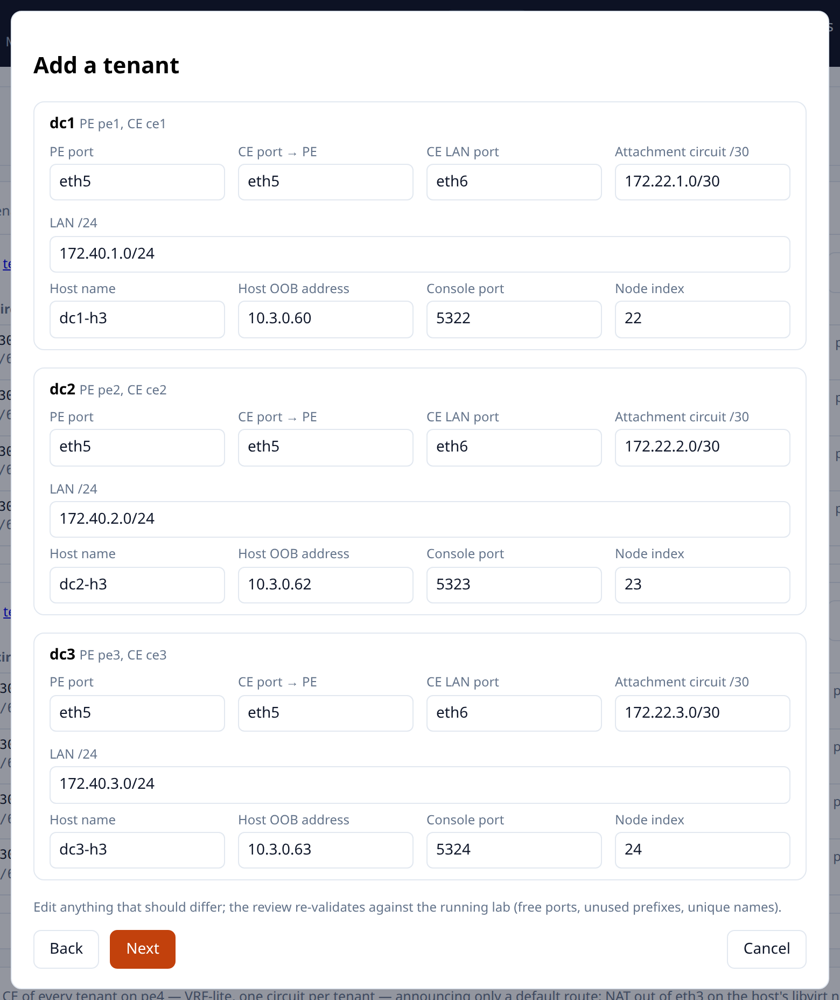 Add a tenant
dc1 PE pe1, CE ce1
PE port
CE port → PE
CE LAN port
Attachment circuit /30
eth5
eth5
eth6
172.22.1.0/30
LAN /24
172.40.1.0/24
Host name
Host OOB address
Console port
Node index
dc1-h3
10.3.0.60
5322
22
dc2 PE pe2, CE ce2
PE port
CE port → PE
CE LAN port
Attachment circuit /30
eth5
eth5
eth6
172.22.2.0/30
LAN /24
172.40.2.0/24
Host name
Host OOB address
Console port
Node index
dc2-h3
10.3.0.62
5323
23
dc3 PE pe3, CE ce3
PE port
CE port → PE
CE LAN port
Attachment circuit /30
eth5
eth5
eth6
172.22.3.0/30
LAN /24
172.40.3.0/24
Host name
Host OOB address
Console port
Node index
dc3-h3
10.3.0.63
5324
24
Edit anything that should differ; the review re-validates against the running lab (free ports, unused prefixes, unique names).
Back
Next
Cancel
CE of every tenant on pe4 — VRF-lite, one circuit per tenant — announcing only a default route; NAT out of eth3 on the host's libvirt